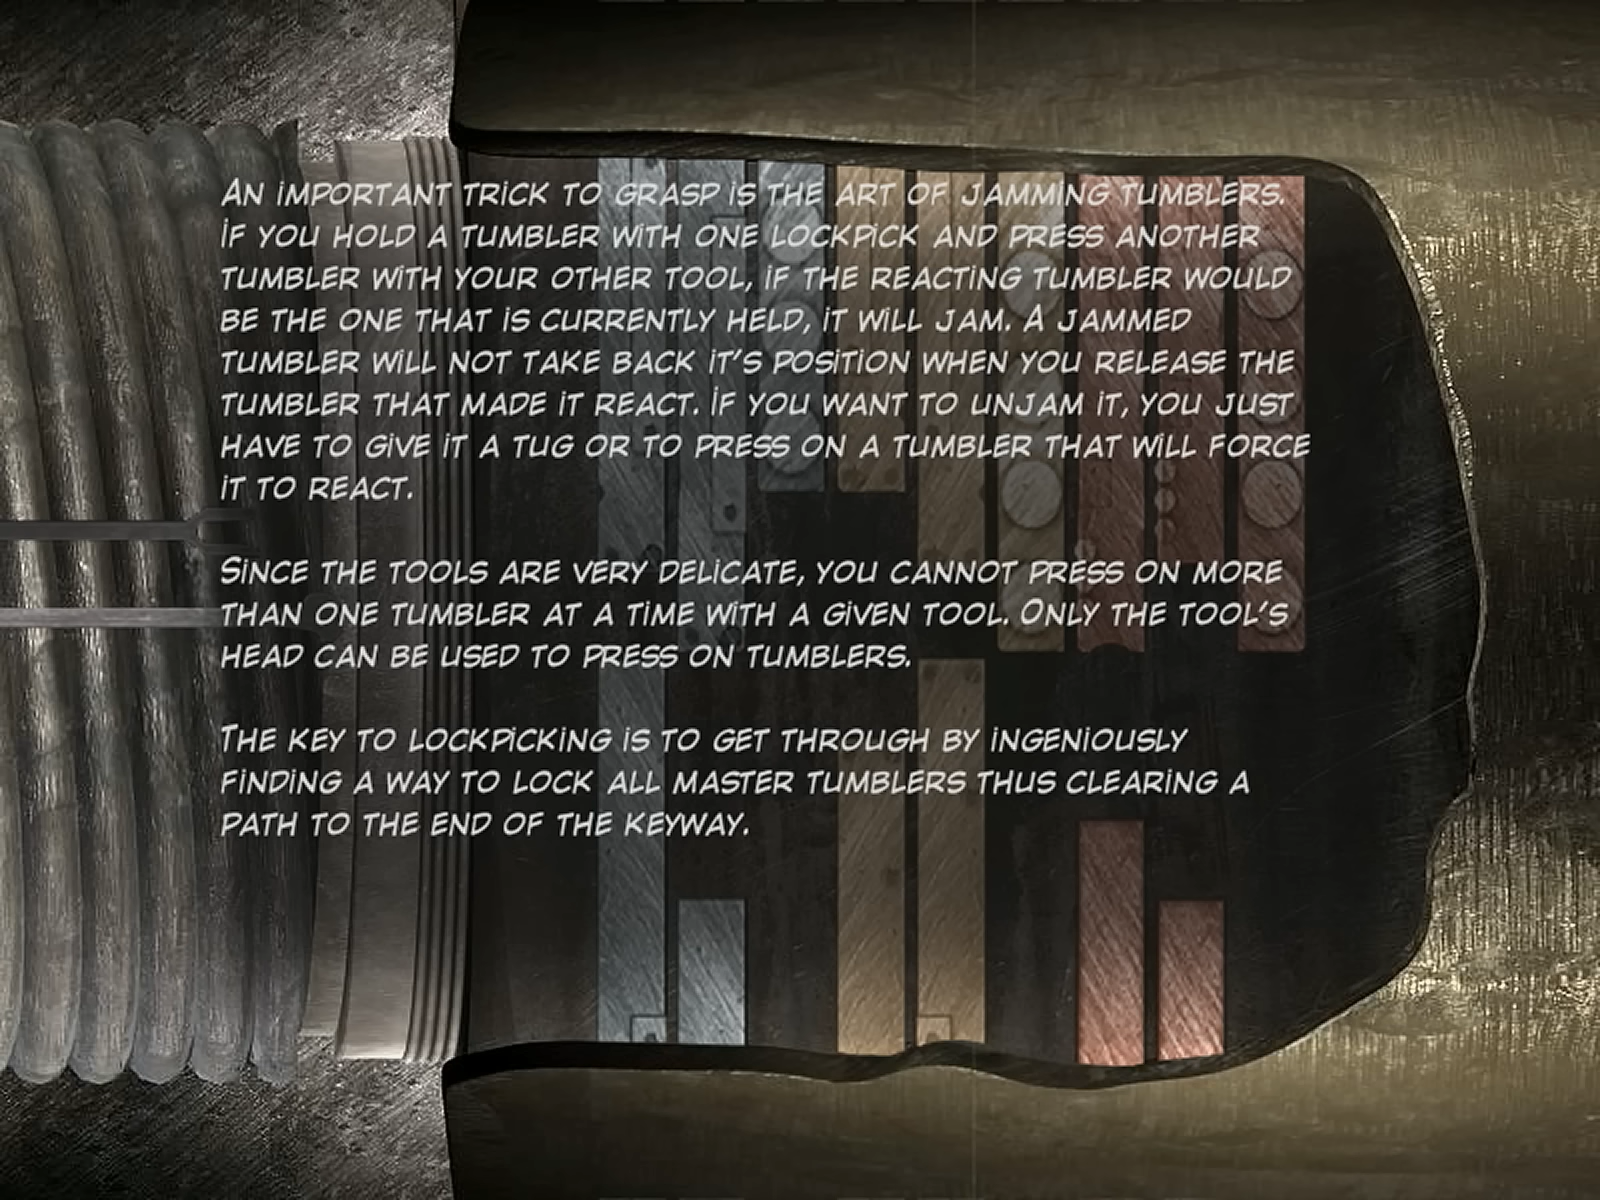 An important trick to grasp is the art of jamming tumblers.
If you hold a tumbler with one lockpick and press another
tumbler with your other tool, if the reacting tumbler would
be the one that is currently held, it will jam. A jammed
tumbler will not take back it's position when you release the
tumbler that made it react. If you want to unjam it, you just
have to give it a tug or to press on a tumbler that will force
it to react.
Since the tools are very delicate, you cannot press on more
than one tumbler at a time with a given tool. Only the tool's
head can be used to press on tumblers.
The key to lockpicking is to get through by ingeniously
finding a way to lock all master tumblers thus clearing a
path to the end of the keyway.